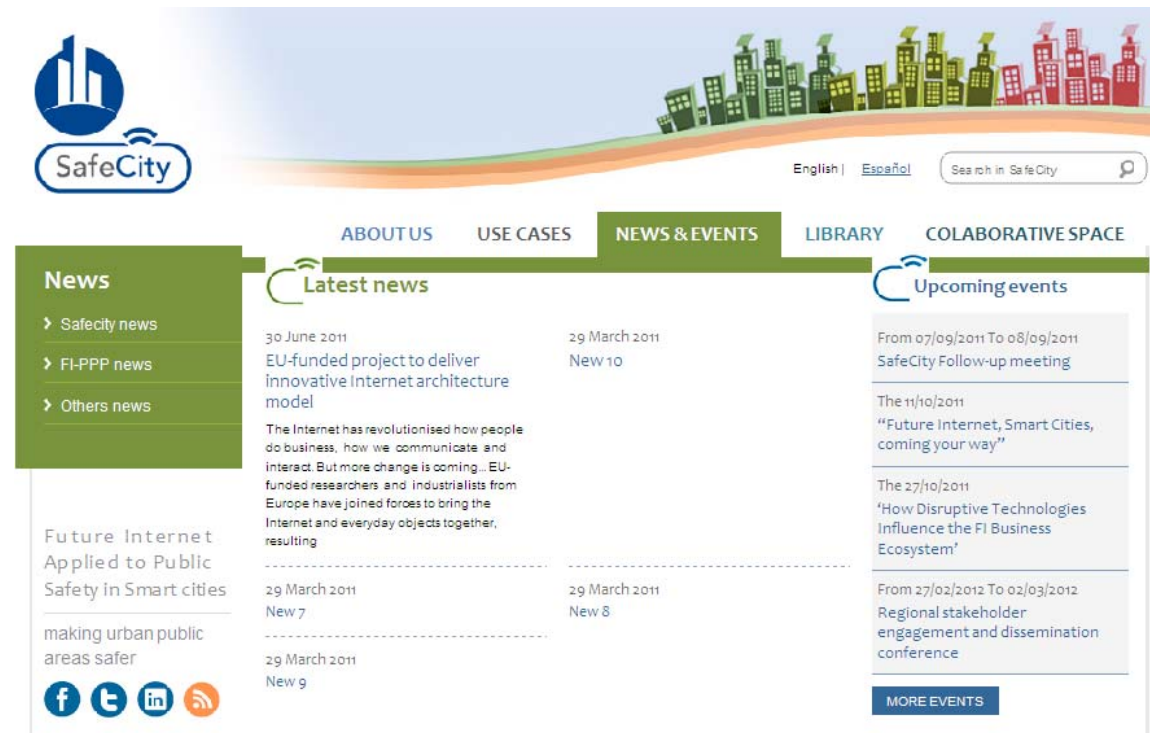 SafeCity
English | Español
Search in SafeCity
ABOUT US USE CASES NEWS & EVENTS LIBRARY COLABORATIVE SPACE
News
Safecity news
FI-PPP news
Others news
Future Internet
Applied to Public
Safety in Smart cities
making urban public
areas safer
Latest news
30 June 2011
EU-funded project to deliver
innovative Internet architecture
model
The Internet has revolutionised how people
do business, how we communicate and
interact. But more change is coming... EU-
funded researchers and industrialists from
Europe have joined forces to bring the
Internet and everyday objects together,
resulting
29 March 2011
New 10
29 March 2011
New 7
29 March 2011
New 8
29 March 2011
New 9
Upcoming events
From 07/09/2011 To 08/09/2011
SafeCity Follow-up meeting
The 11/10/2011
“Future Internet, Smart Cities,
coming your way”
The 27/10/2011
‘How Disruptive Technologies
Influence the FI Business
Ecosystem’
From 27/02/2012 To 02/03/2012
Regional stakeholder
engagement and dissemination
conference
MORE EVENTS